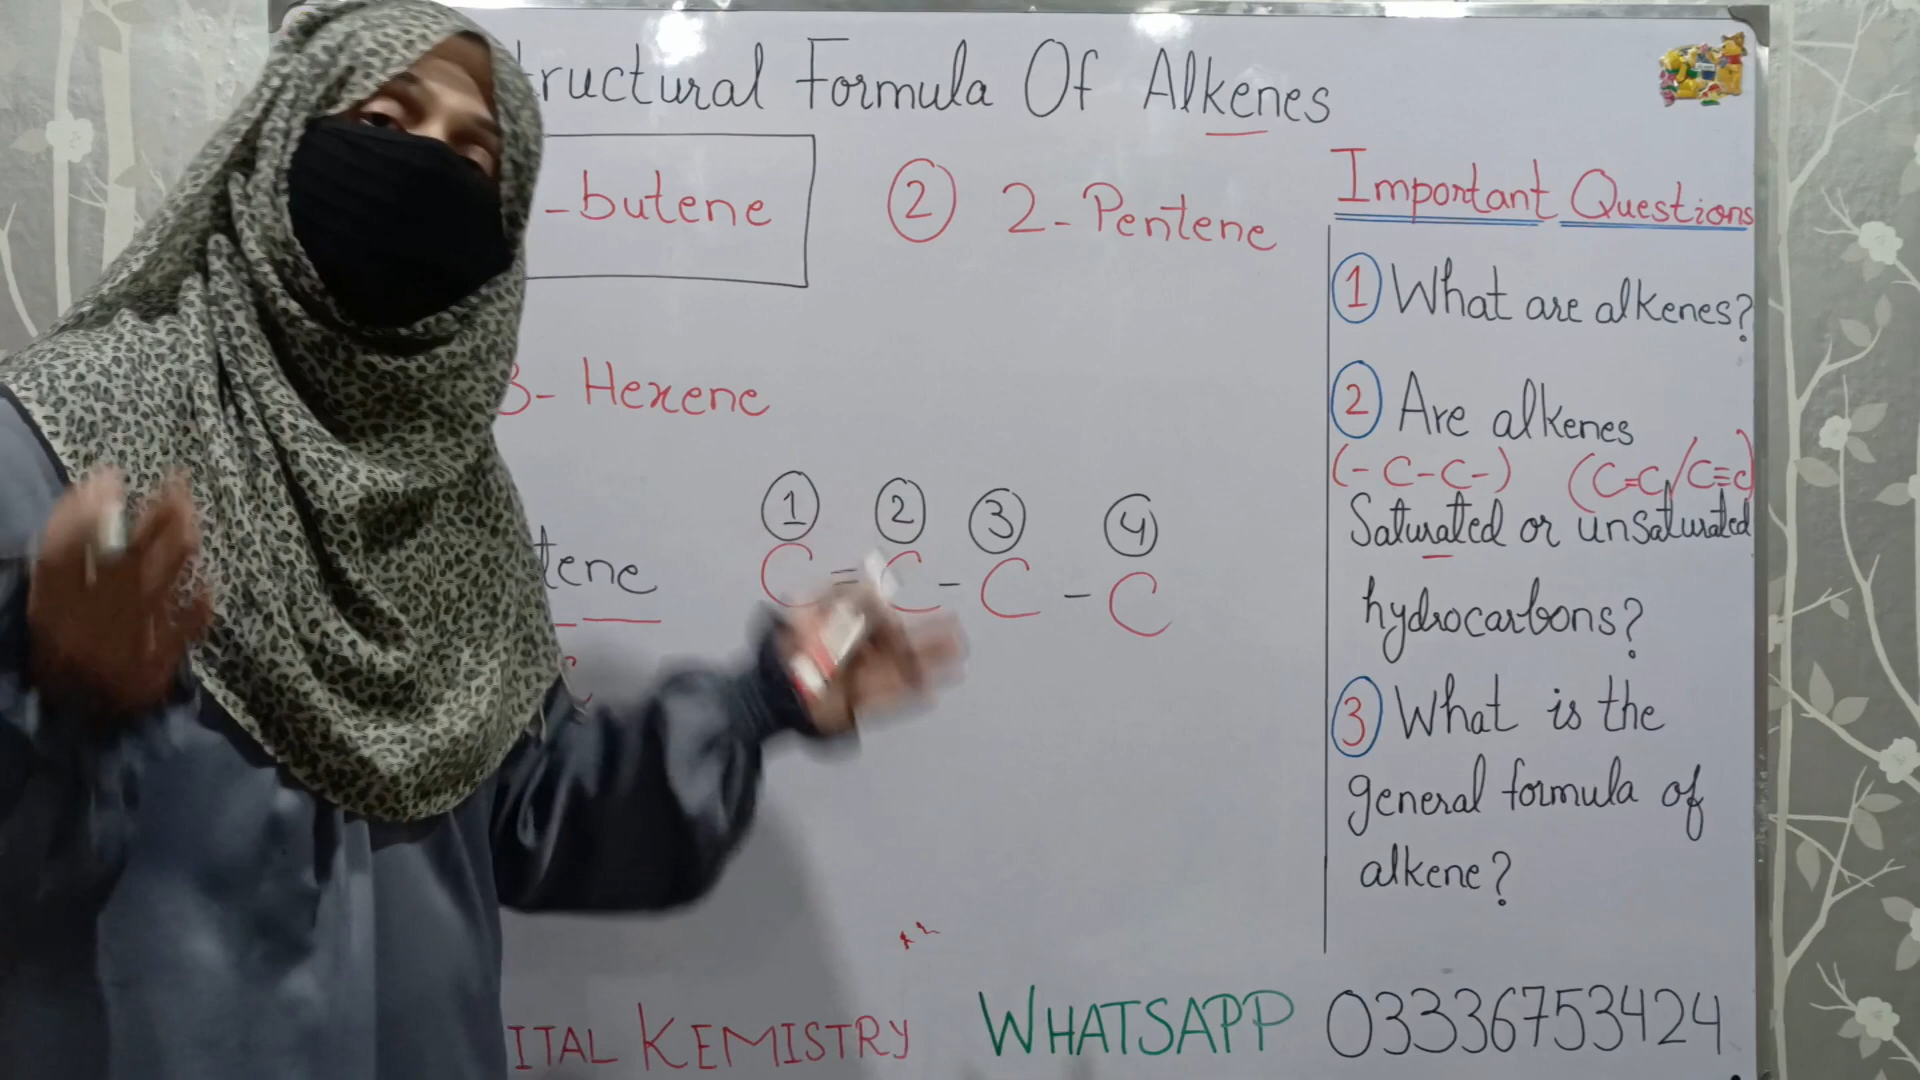 tructural Formula Of Alkenes
-butene
② 2-Pentene
3- Hexene
tene
① ② ③ ④
C = C - C - C
Important Questions
① What are alkenes?
② Are alkenes
(-C-C-) (C=C/C≡C)
Saturated or unsaturated
hydrocarbons?
③ What is the
general formula of
alkene?
ITAL KEMISTRY WHATSAPP 03336753424